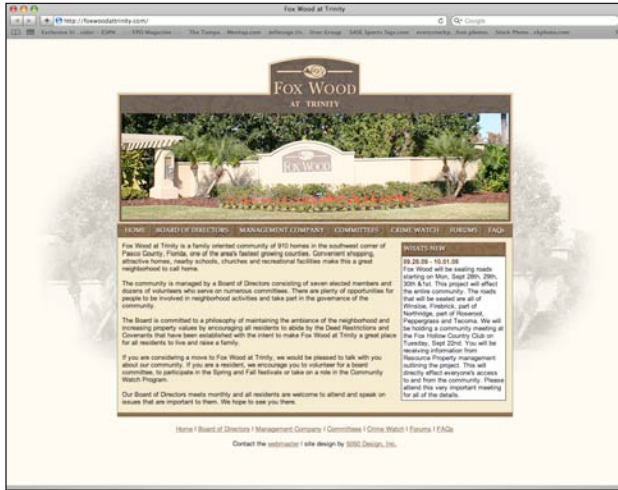 Fox Wood at Trinity
http://foxwoodattrinity.com/
Google
FOX WOOD
AT TRINITY
FOX WOOD
HOME BOARD OF DIRECTORS MANAGEMENT COMPANY COMMITTEES CRIME WATCH FORUMS FAQs
Fox Wood at Trinity is a family oriented community of 910 homes in the southwest corner of
Pasco County, Florida, one of the area's fastest growing counties. Convenient shopping,
attractive homes, nearby schools, churches and recreational facilities make this a great
neighborhood to call home.
The community is managed by a Board of Directors consisting of seven elected members and
dozens of volunteers who serve on numerous committees. There are plenty of opportunities for
people to be involved in neighborhood activities and take part in the governance of the
community.
The Board is committed to a philosophy of maintaining the ambiance of the neighborhood and
increasing property values by encouraging all residents to abide by the Deed Restrictions and
Covenants that have been established with the intent to make Fox Wood at Trinity a great place
for all residents to live and raise a family.
If you are considering a move to Fox Wood at Trinity, we would be pleased to talk with you
about our community. If you are a resident, we encourage you to volunteer for a board
committee, to participate in the Spring and Fall festivals or take on a role in the Community
Watch Program.
Our Board of Directors meets monthly and all residents are welcome to attend and speak on
issues that are important to them. We hope to see you there.
WHATS NEW
09.28.09 - 10.01.09
Fox Wood will be sealing roads
starting on Mon, Sept 28th, 29th,
30th &1st. This project will effect
the entire community. The roads
that will be sealed are all of
Winslow, Firebrick, part of
Northridge, part of Roserod,
Peppergrass and Tecoma. We will
be holding a community meeting at
the Fox Hollow Country Club on
Tuesday, Sept 22nd. You will be
receiving information from
Resource Property management
outlining the project. This will
directly effect everyone's access
to and from the community. Please
attend this very important meeting
for all of the details.
Home | Board of Directors | Management Company | Committees | Crime Watch | Forums | FAQs
Contact the webmaster | site design by 5060 Design, Inc.